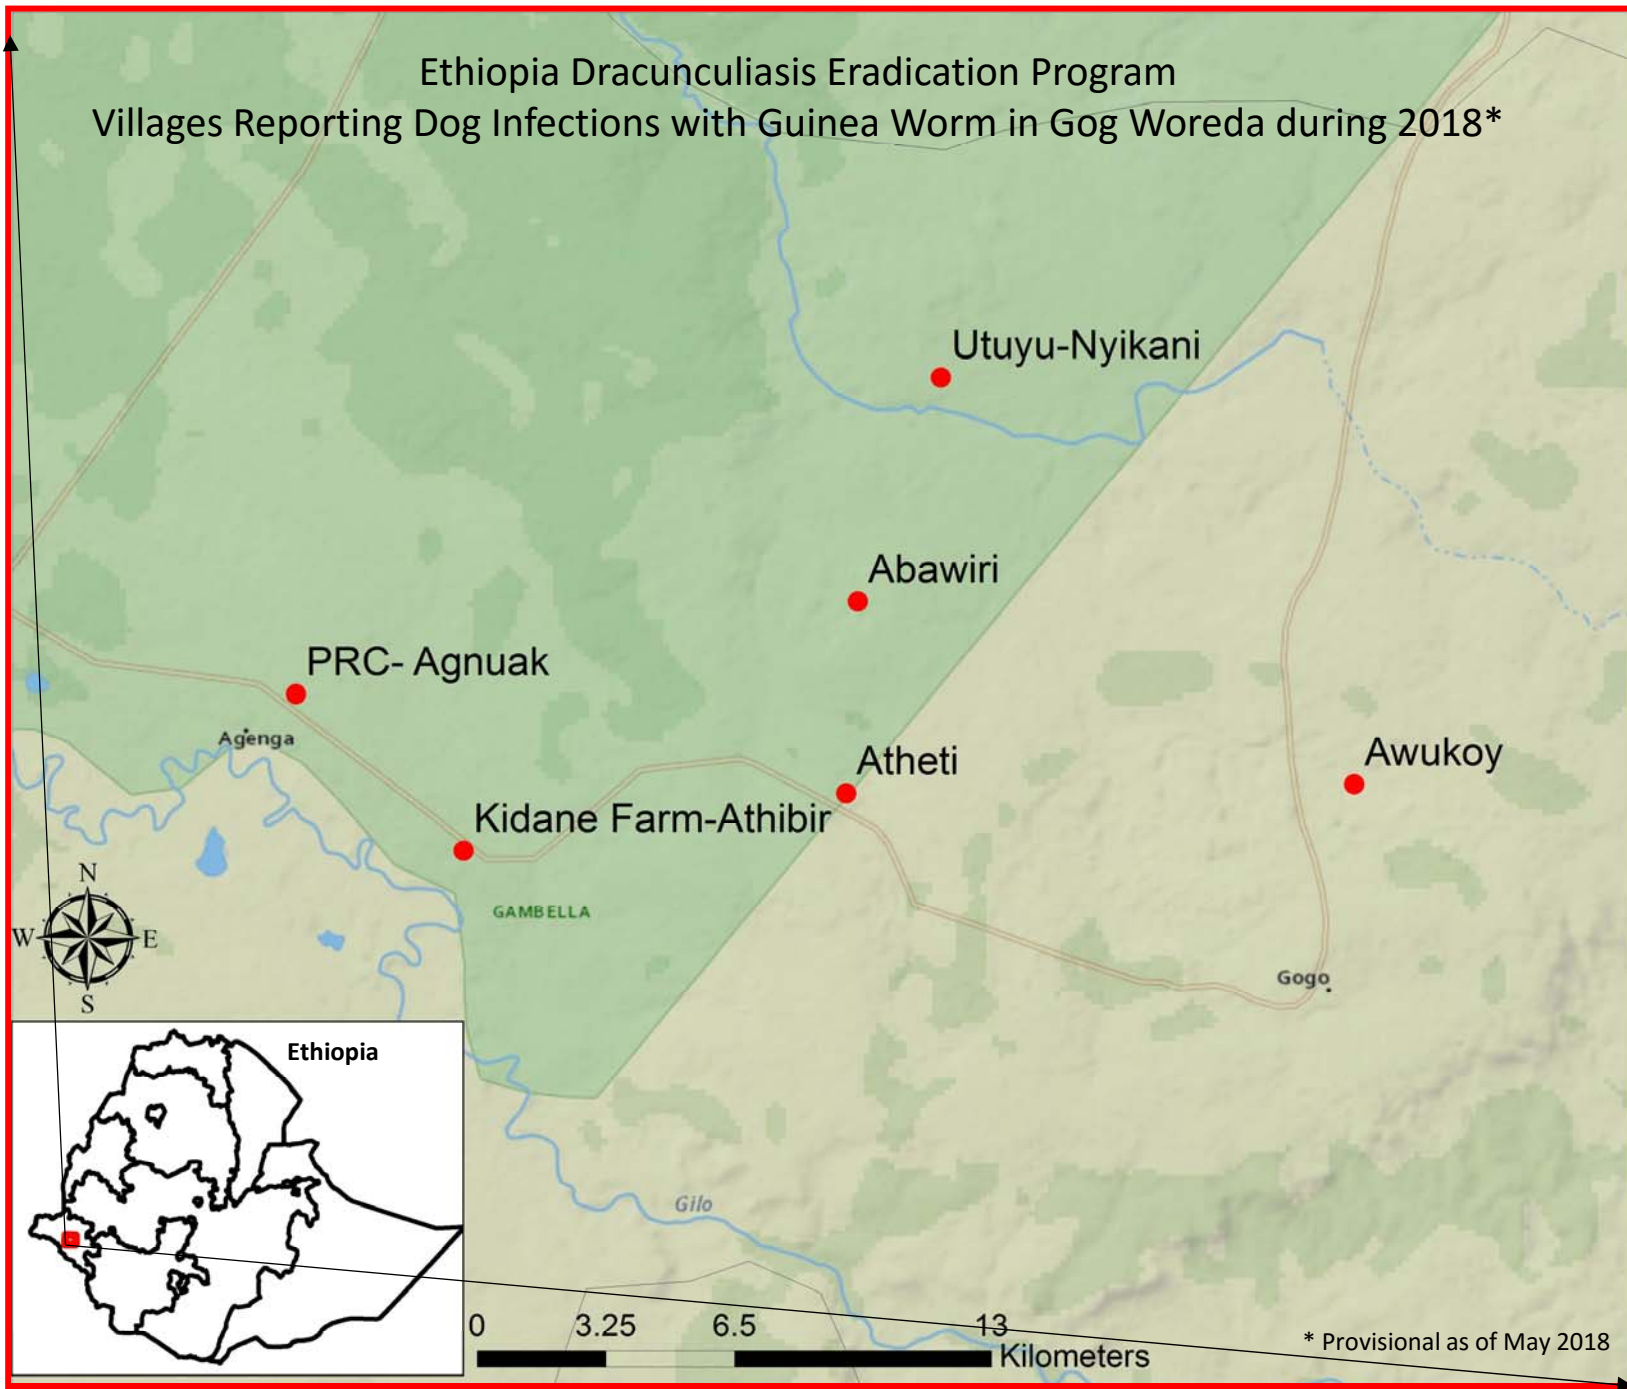 Ethiopia Dracunculiasis Eradication Program
Villages Reporting Dog Infections with Guinea Worm in Gog Woreda during 2018*
Utuyu-Nyikani
Abawiri
PRC- Agnuak
Agenga
Atheti
Awukoy
Kidane Farm-Athibir
GAMBELLA
N
W E
S
Gogo
Ethiopia
Gilo
0 3.25 6.5 13
Kilometers
* Provisional as of May 2018